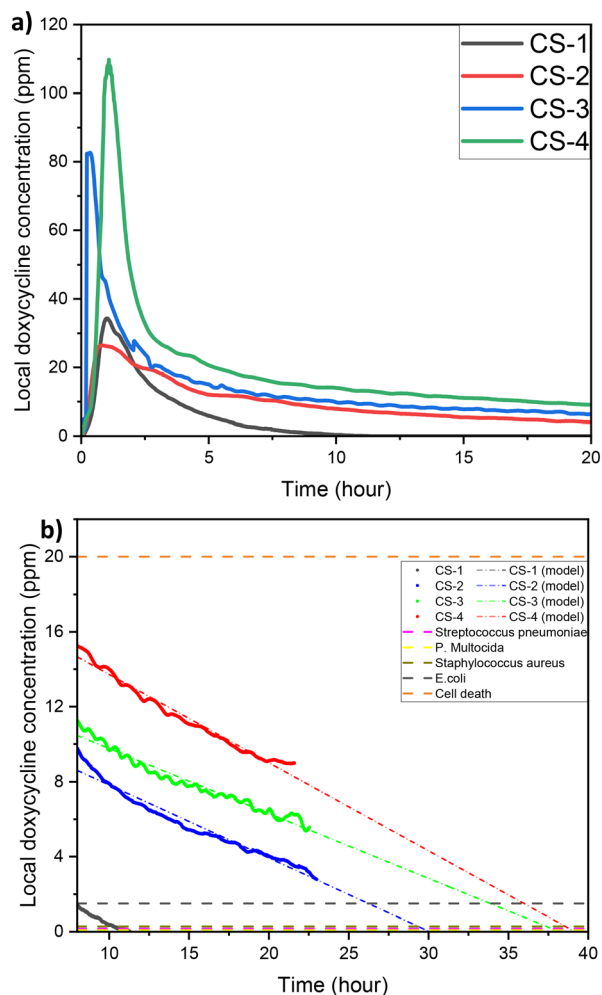 a)
120
100
80
60
40
20
0
Local doxycycline concentration (ppm)
CS-1
CS-2
CS-3
CS-4
0 5 10 15 20
Time (hour)
b)
20
16
12
8
4
0
Local doxycycline concentration (ppm)
CS-1 CS-1 (model)
CS-2 CS-2 (model)
CS-3 CS-3 (model)
CS-4 CS-4 (model)
Streptococcus pneumoniae
P. Multocida
Staphylococcus aureus
E.coli
Cell death
10 15 20 25 30 35 40
Time (hour)